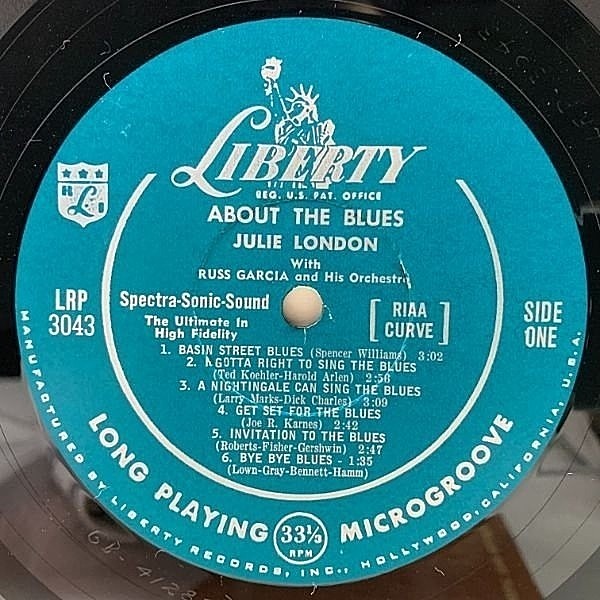 LIBERTY
REG. U.S. PAT. OFFICE
ABOUT THE BLUES
JULIE LONDON
With
RUSS GARCIA and His Orchestra
LRP
3043
Spectra-Sonic-Sound
The Ultimate In
High Fidelity
[RIAA
CURVE]
SIDE
ONE
1. BASIN STREET BLUES (Spencer Williams) 3:02
2. A GOTTA RIGHT TO SING THE BLUES
(Ted Koehler-Harold Arlen) 2:56
3. A NIGHTINGALE CAN SING THE BLUES
(Larry Marks-Dick Charles) 3:09
4. GET SET FOR THE BLUES
(Joe R. Karnes) 2:42
5. INVITATION TO THE BLUES
(Roberts-Fisher-Gershwin) 2:47
6. BYE BYE BLUES - 1:35
(Lown-Gray-Bennett-Hamm)
LONG PLAYING 33⅓ RPM MICROGROOVE
MANUFACTURED BY LIBERTY RECORDS, INC., HOLLYWOOD, CALIFORNIA, U.S.A.